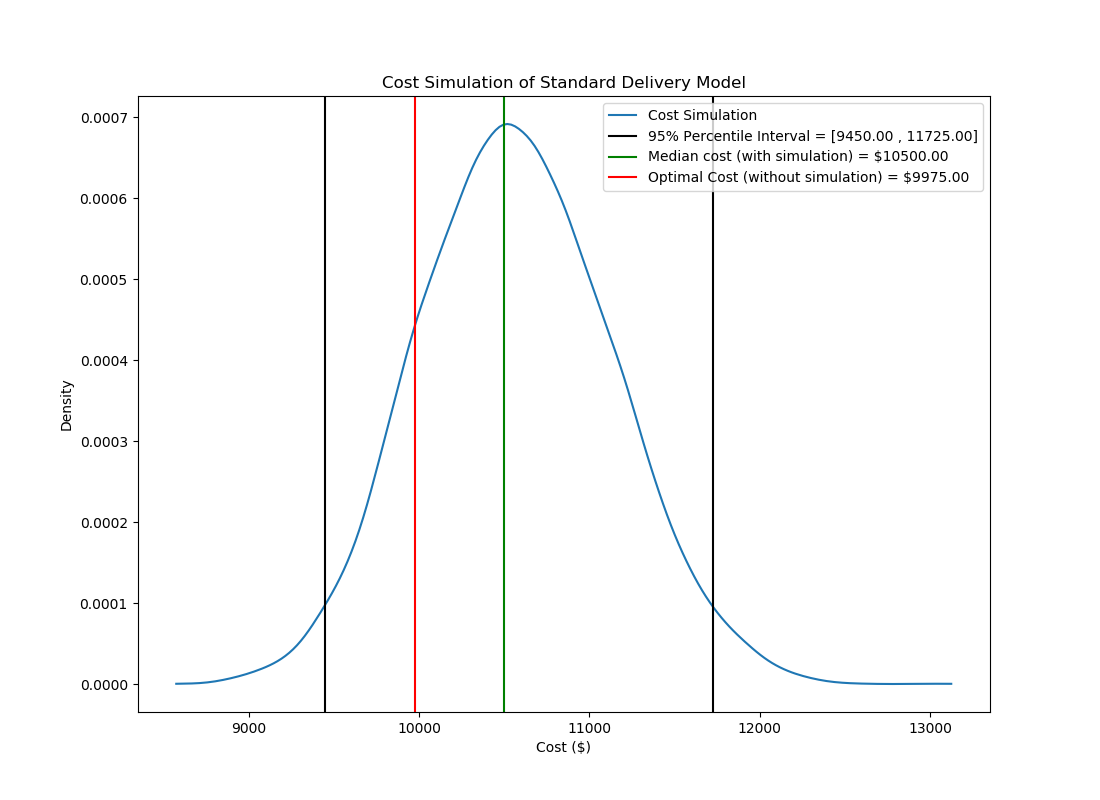 Cost Simulation of Standard Delivery Model
Cost Simulation
95% Percentile Interval = [9450.00 , 11725.00]
Median cost (with simulation) = $10500.00
Optimal Cost (without simulation) = $9975.00
0.0007
0.0006
0.0005
0.0004
0.0003
0.0002
0.0001
0.0000
Density
9000 10000 11000 12000 13000
Cost ($)